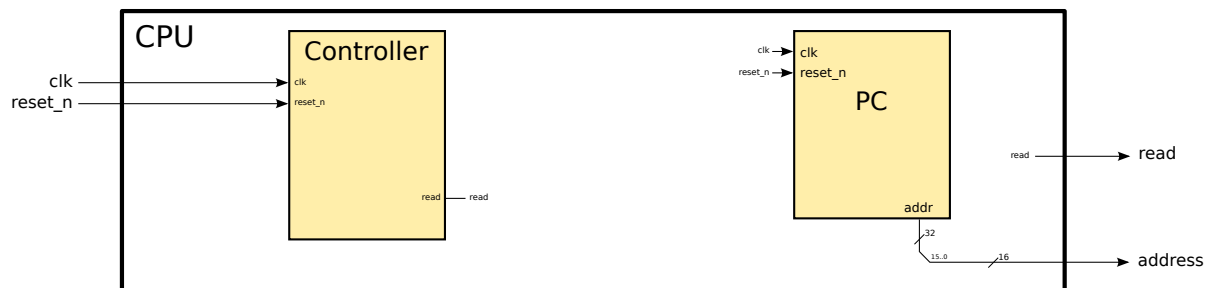 CPU
Controller
clk
reset_n
clk
reset_n
read
read
clk
reset_n
clk
reset_n
PC
addr
32
15..0
16
read
read
address